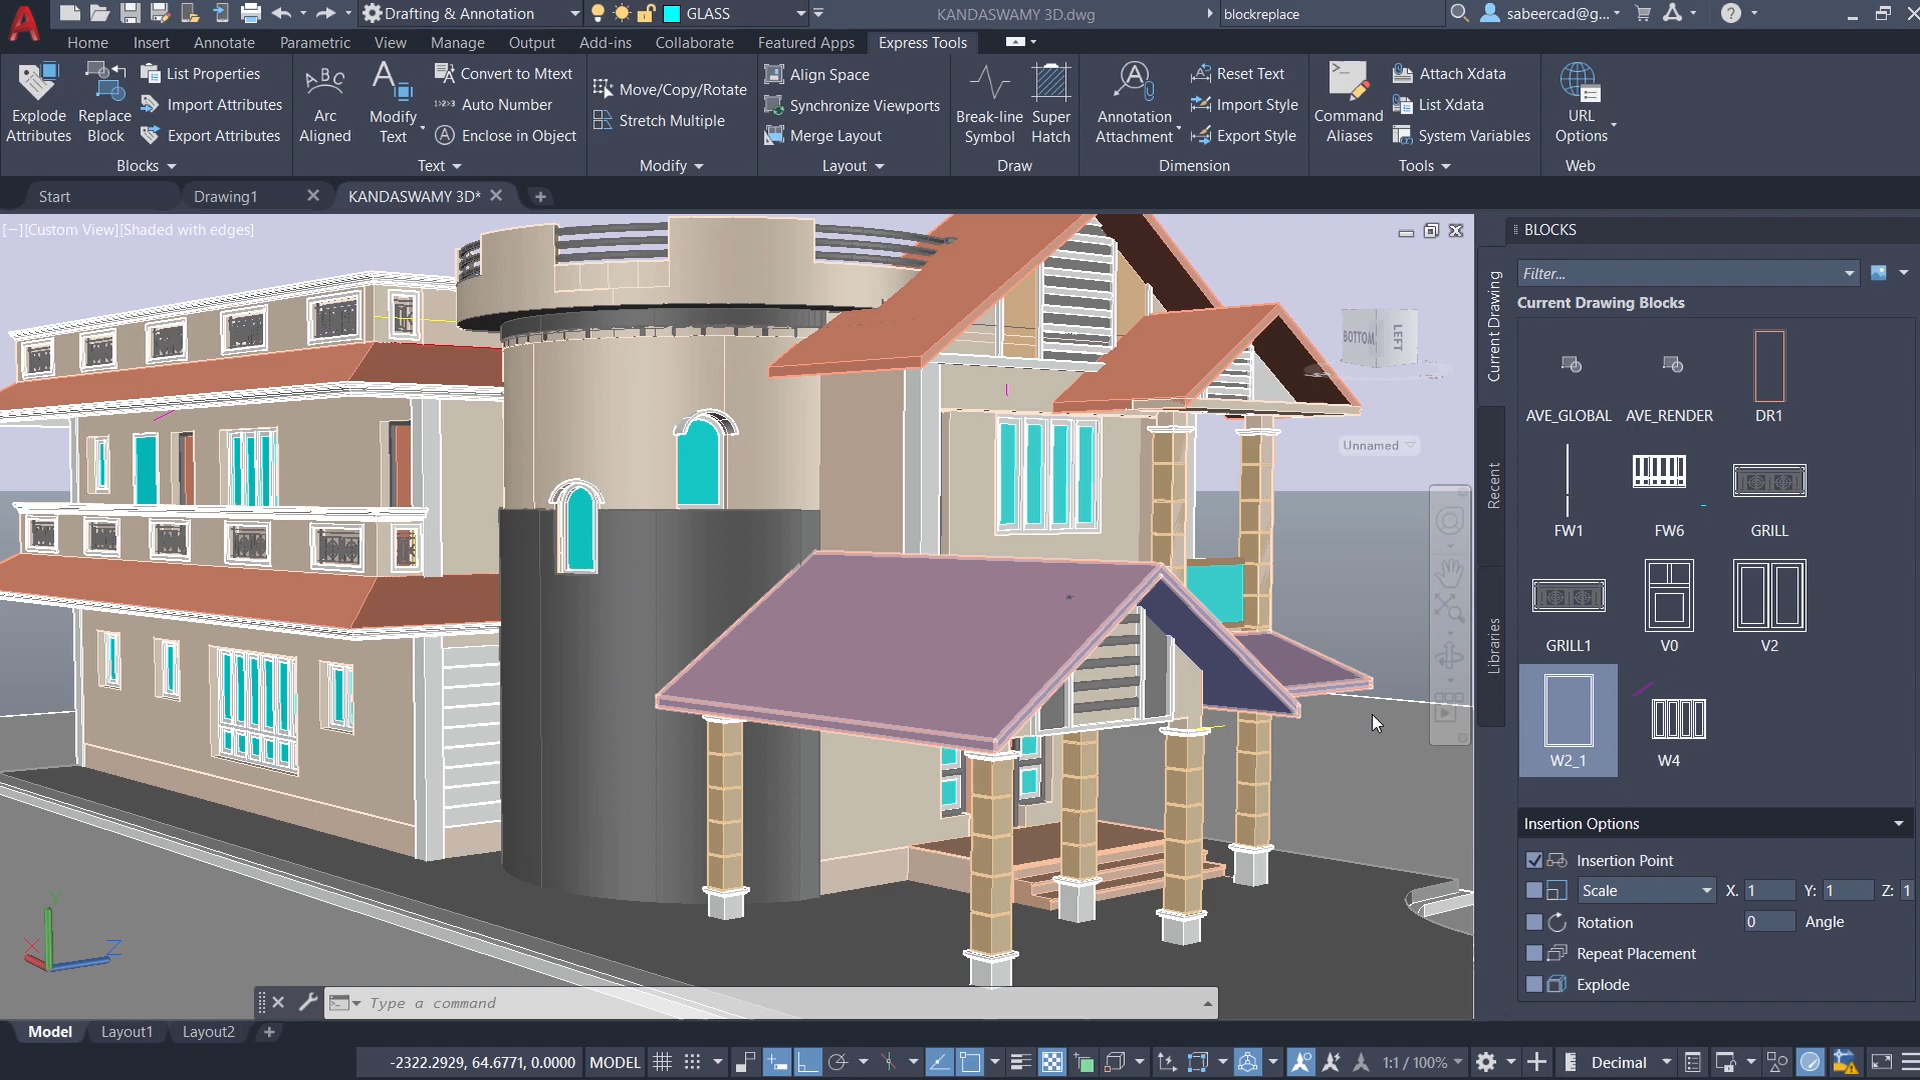 Drafting & Annotation
GLASS
KANDASWAMY 3D.dwg
blockreplace
sabeercad@g...
Home
Insert
Annotate
Parametric
View
Manage
Output
Add-ins
Collaborate
Featured Apps
Express Tools
Explode
Attributes
Replace
Block
List Properties
Import Attributes
Export Attributes
Blocks
ABC
Arc
Aligned
Modify
Text
Convert to Mtext
Auto Number
Enclose in Object
Text
Move/Copy/Rotate
Stretch Multiple
Modify
Align Space
Synchronize Viewports
Merge Layout
Layout
Break-line
Symbol
Super
Hatch
Draw
Annotation
Attachment
Reset Text
Import Style
Export Style
Dimension
Command
Aliases
Attach Xdata
List Xdata
System Variables
Tools
URL
Options
Web
Start
Drawing1
KANDASWAMY 3D*
[−][Custom View][Shaded with edges]
BOTTOM
LEFT
Unnamed
Current Drawing
Recent
Libraries
BLOCKS
Filter...
Current Drawing Blocks
AVE_GLOBAL
AVE_RENDER
DR1
FW1
FW6
GRILL
GRILL1
V0
V2
W2_1
W4
Insertion Options
Insertion Point
Scale
X: 1
Y: 1
Z: 1
Rotation
0
Angle
Repeat Placement
Explode
Y
X
Z
Type a command
Model
Layout1
Layout2
-2322.2929, 64.6771, 0.0000
MODEL
1:1 / 100%
Decimal